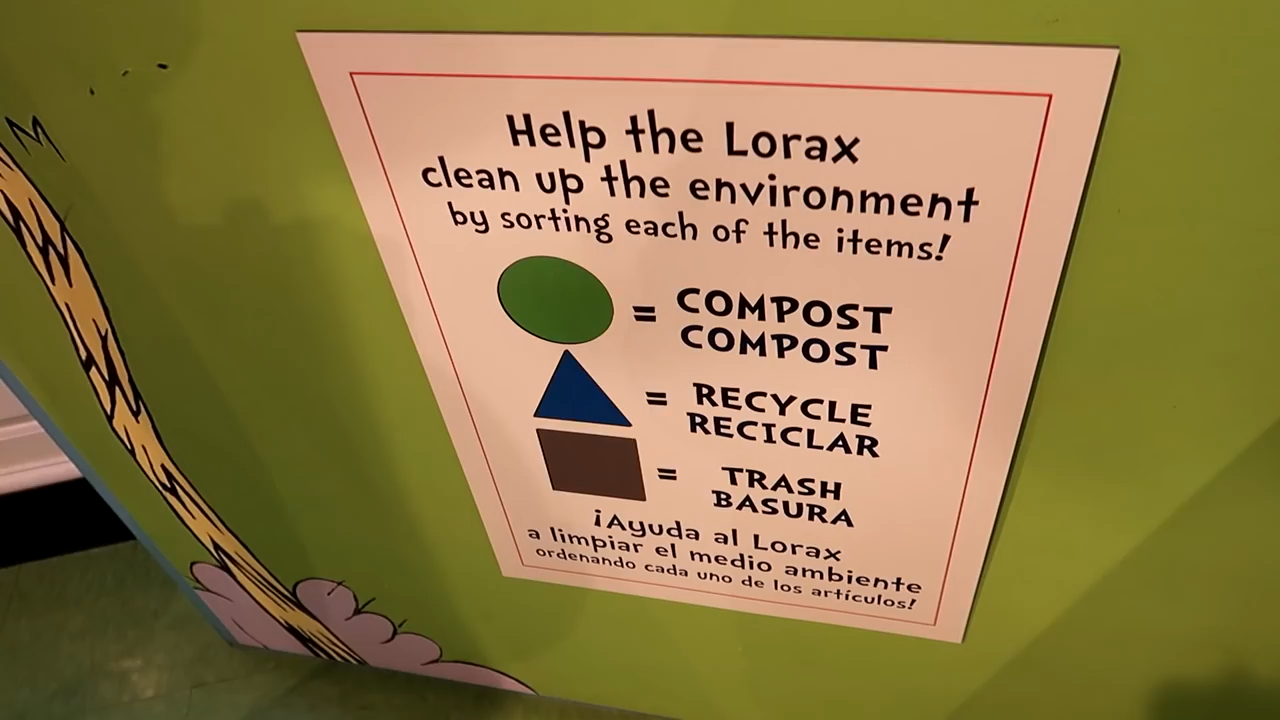 Help the Lorax
clean up the environment
by sorting each of the items!
= COMPOST
COMPOST
= RECYCLE
RECICLAR
= TRASH
BASURA
¡Ayuda al Lorax
a limpiar el medio ambiente
ordenando cada uno de los artículos!